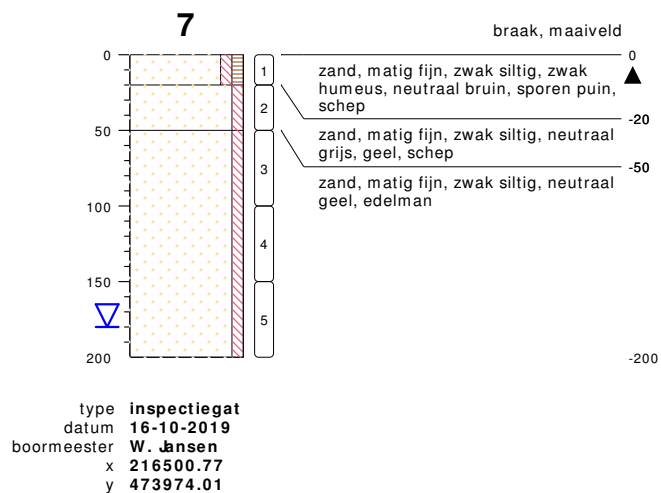 7
braak, maaiveld
0
0
1
zand, matig fijn, zwak siltig, zwak
humeus, neutraal bruin, sporen puin,
schep
-20
2
50
zand, matig fijn, zwak siltig, neutraal
grijs, geel, schep
-50
3
zand, matig fijn, zwak siltig, neutraal
geel, edelman
100
4
150
5
200
-200
type inspectiegat
datum 16-10-2019
boormeester W. Jansen
x 216500.77
y 473974.01